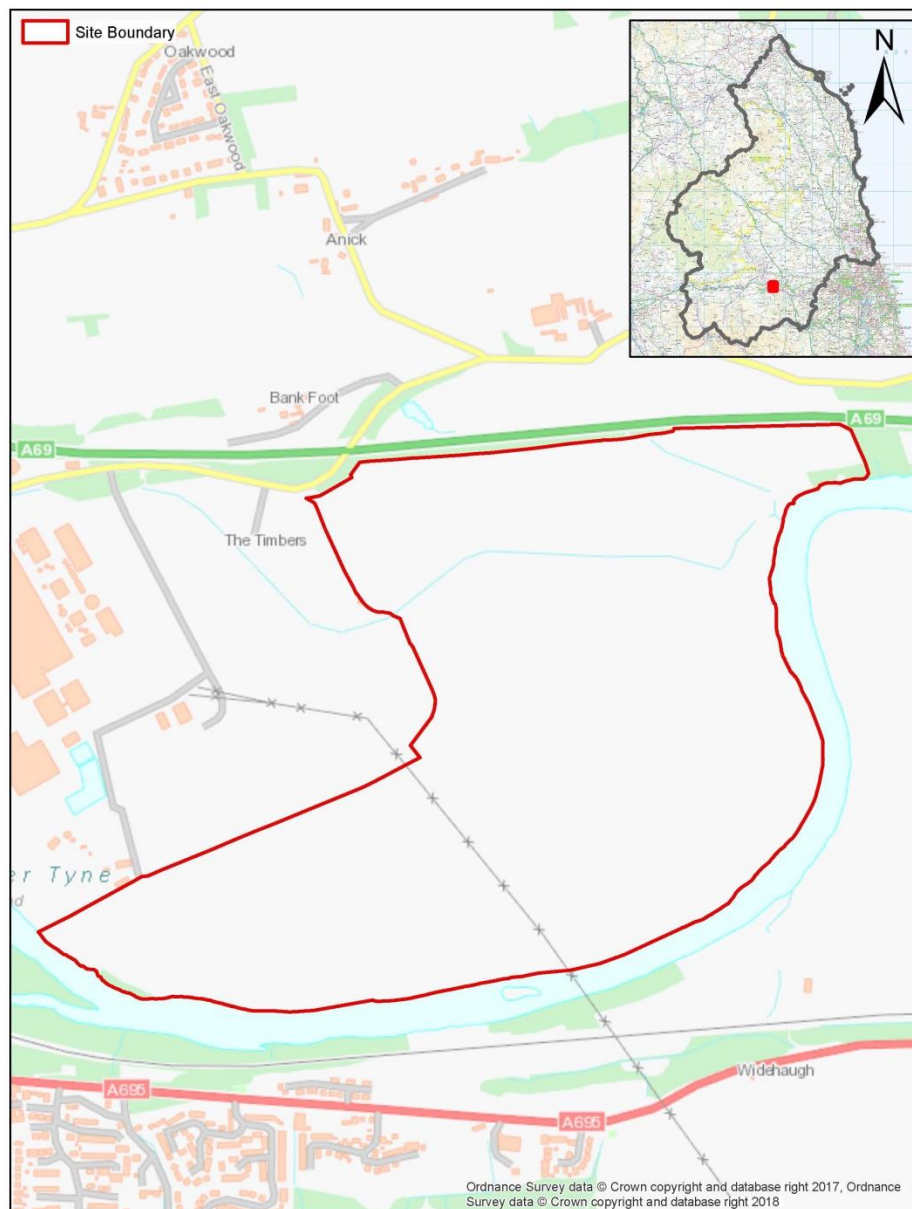 Site Boundary
N
Oakwood
East Oakwood
Anick
Bank Foot
A69
A69
The Timbers
er Tyne
Widehaugh
A695
A695
Ordnance Survey data © Crown copyright and database right 2017, Ordnance
Survey data © Crown copyright and database right 2018